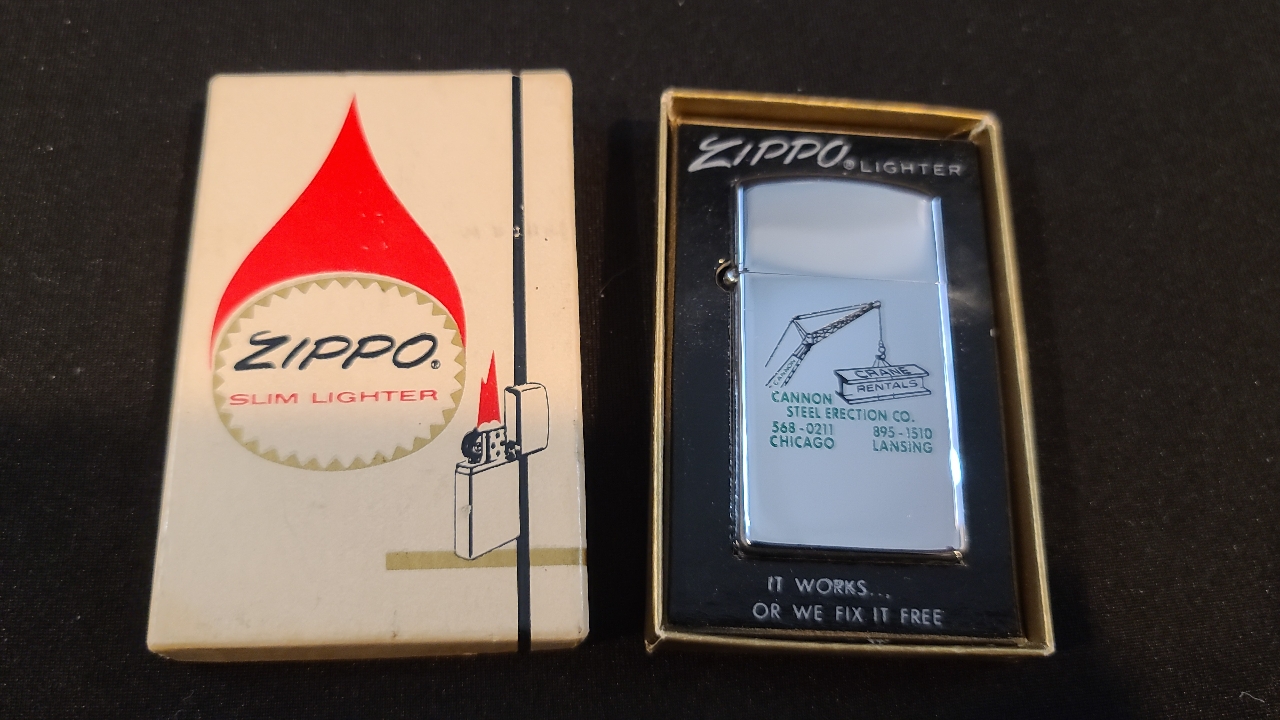 ZIPPO®
SLIM LIGHTER
ZIPPO® LIGHTER
CANNON
CRANE
RENTALS
CANNON
STEEL ERECTION CO.
568-0211 895-1510
CHICAGO LANSING
IT WORKS...
OR WE FIX IT FREE